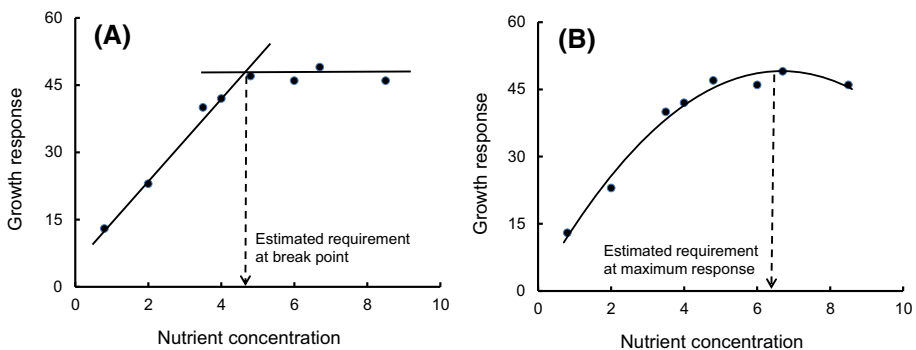 (A)
60
45
30
15
0
Growth response
0 2 4 6 8 10
Nutrient concentration
Estimated requirement
at break point
(B)
60
45
30
15
0
Growth response
0 2 4 6 8 10
Nutrient concentration
Estimated requirement
at maximum response